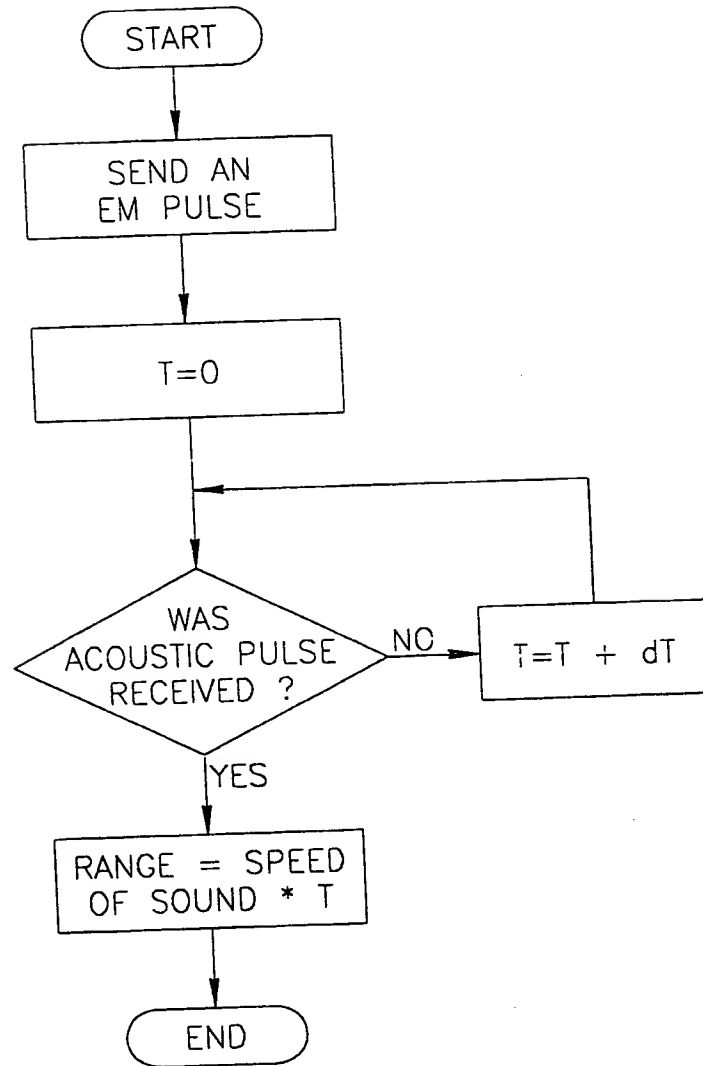 START
SEND AN
EM PULSE
T=0
WAS
ACOUSTIC PULSE
RECEIVED ?
NO
T=T + dT
YES
RANGE = SPEED
OF SOUND * T
END